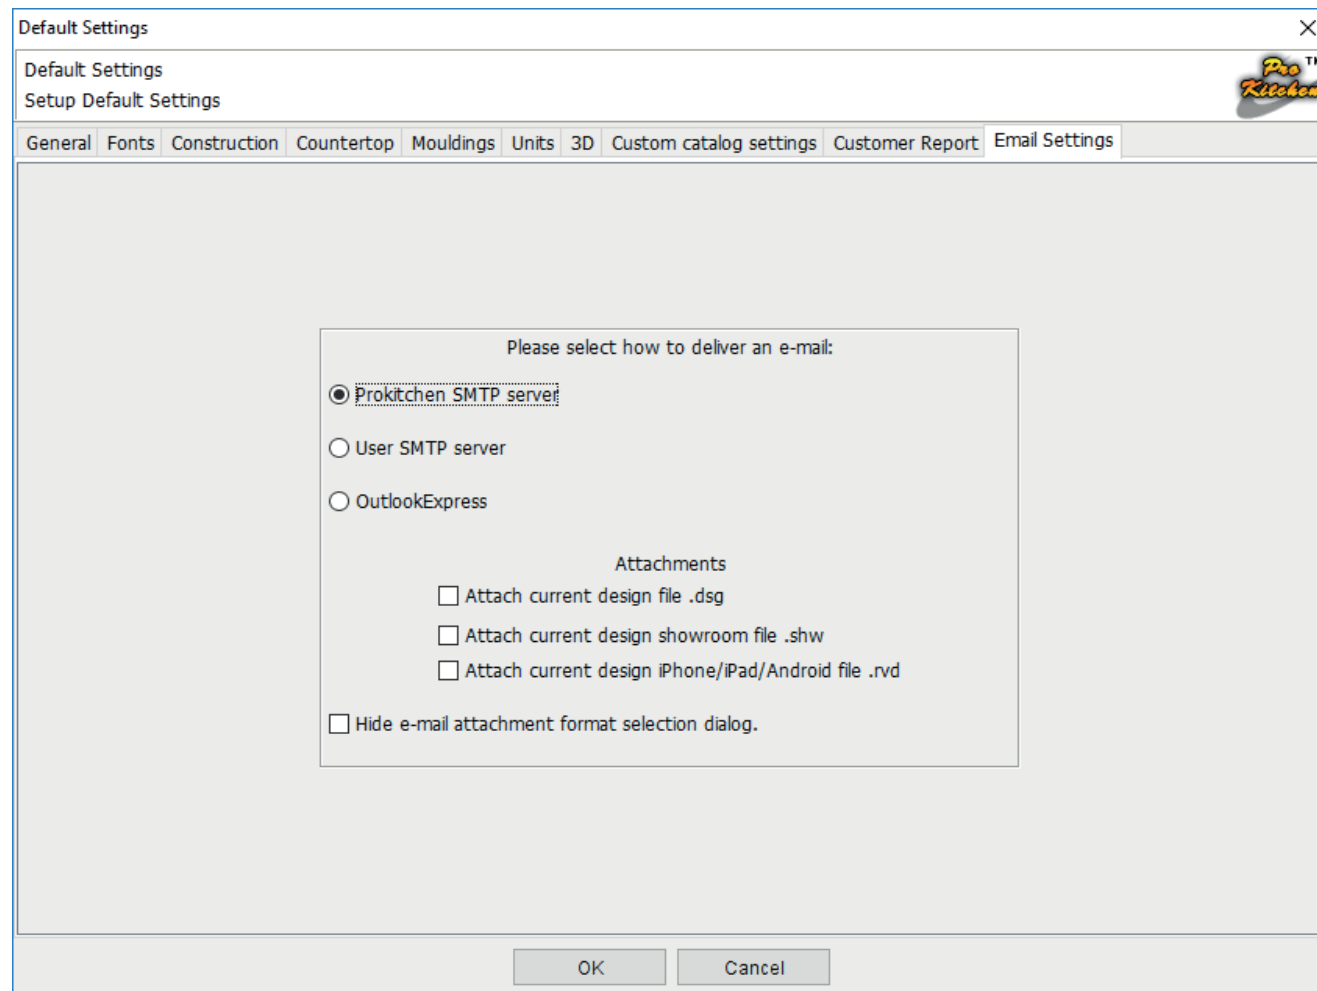 Default Settings
Default Settings
Setup Default Settings
Pro
Kitchen
General Fonts Construction Countertop Mouldings Units 3D Custom catalog settings Customer Report Email Settings
Please select how to deliver an e-mail:
Prokitchen SMTP server
User SMTP server
OutlookExpress
Attachments
Attach current design file .dsg
Attach current design showroom file .shw
Attach current design iPhone/iPad/Android file .rvd
Hide e-mail attachment format selection dialog.
OK Cancel